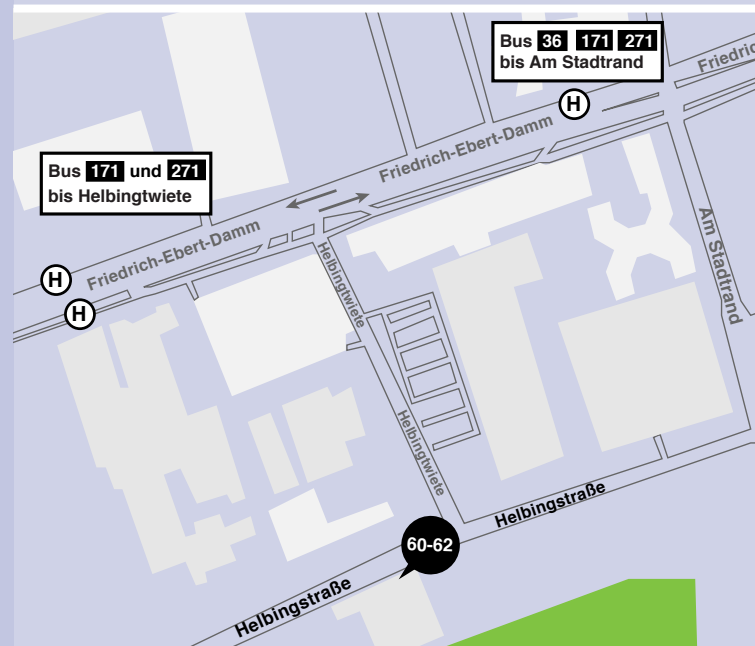 Bus 36 171 271
bis Am Stadtrand
Friedric
H
Friedrich-Ebert-Damm
Bus 171 und 271
bis Helbingtwiete
Am Stadtrand
Friedrich-Ebert-Damm
Helbingtwiete
H
H
Helbingtwiete
Helbingstraße
60-62
Helbingstraße